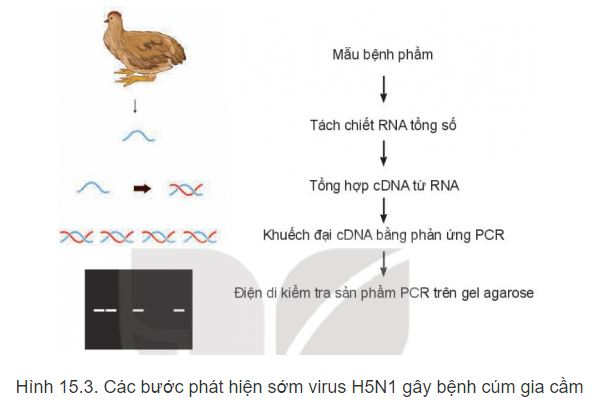 Mẫu bệnh phẩm
Tách chiết RNA tổng số
Tổng hợp cDNA từ RNA
Khuếch đại cDNA bằng phản ứng PCR
Điện di kiểm tra sản phẩm PCR trên gel agarose
Hình 15.3. Các bước phát hiện sớm virus H5N1 gây bệnh cúm gia cầm